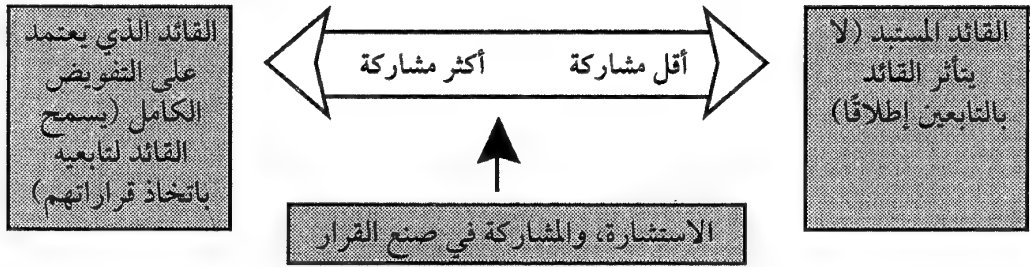 القائد المستبد (لا
يتأثر القائد
بالتابعين إطلاقًا)
أقل مشاركة
أكثر مشاركة
القائد الذي يعتمد
على التفويض
الكامل (يسمح
القائد لتابعيه
باتخاذ قراراتهم)
الاستشارة، والمشاركة في صنع القرار